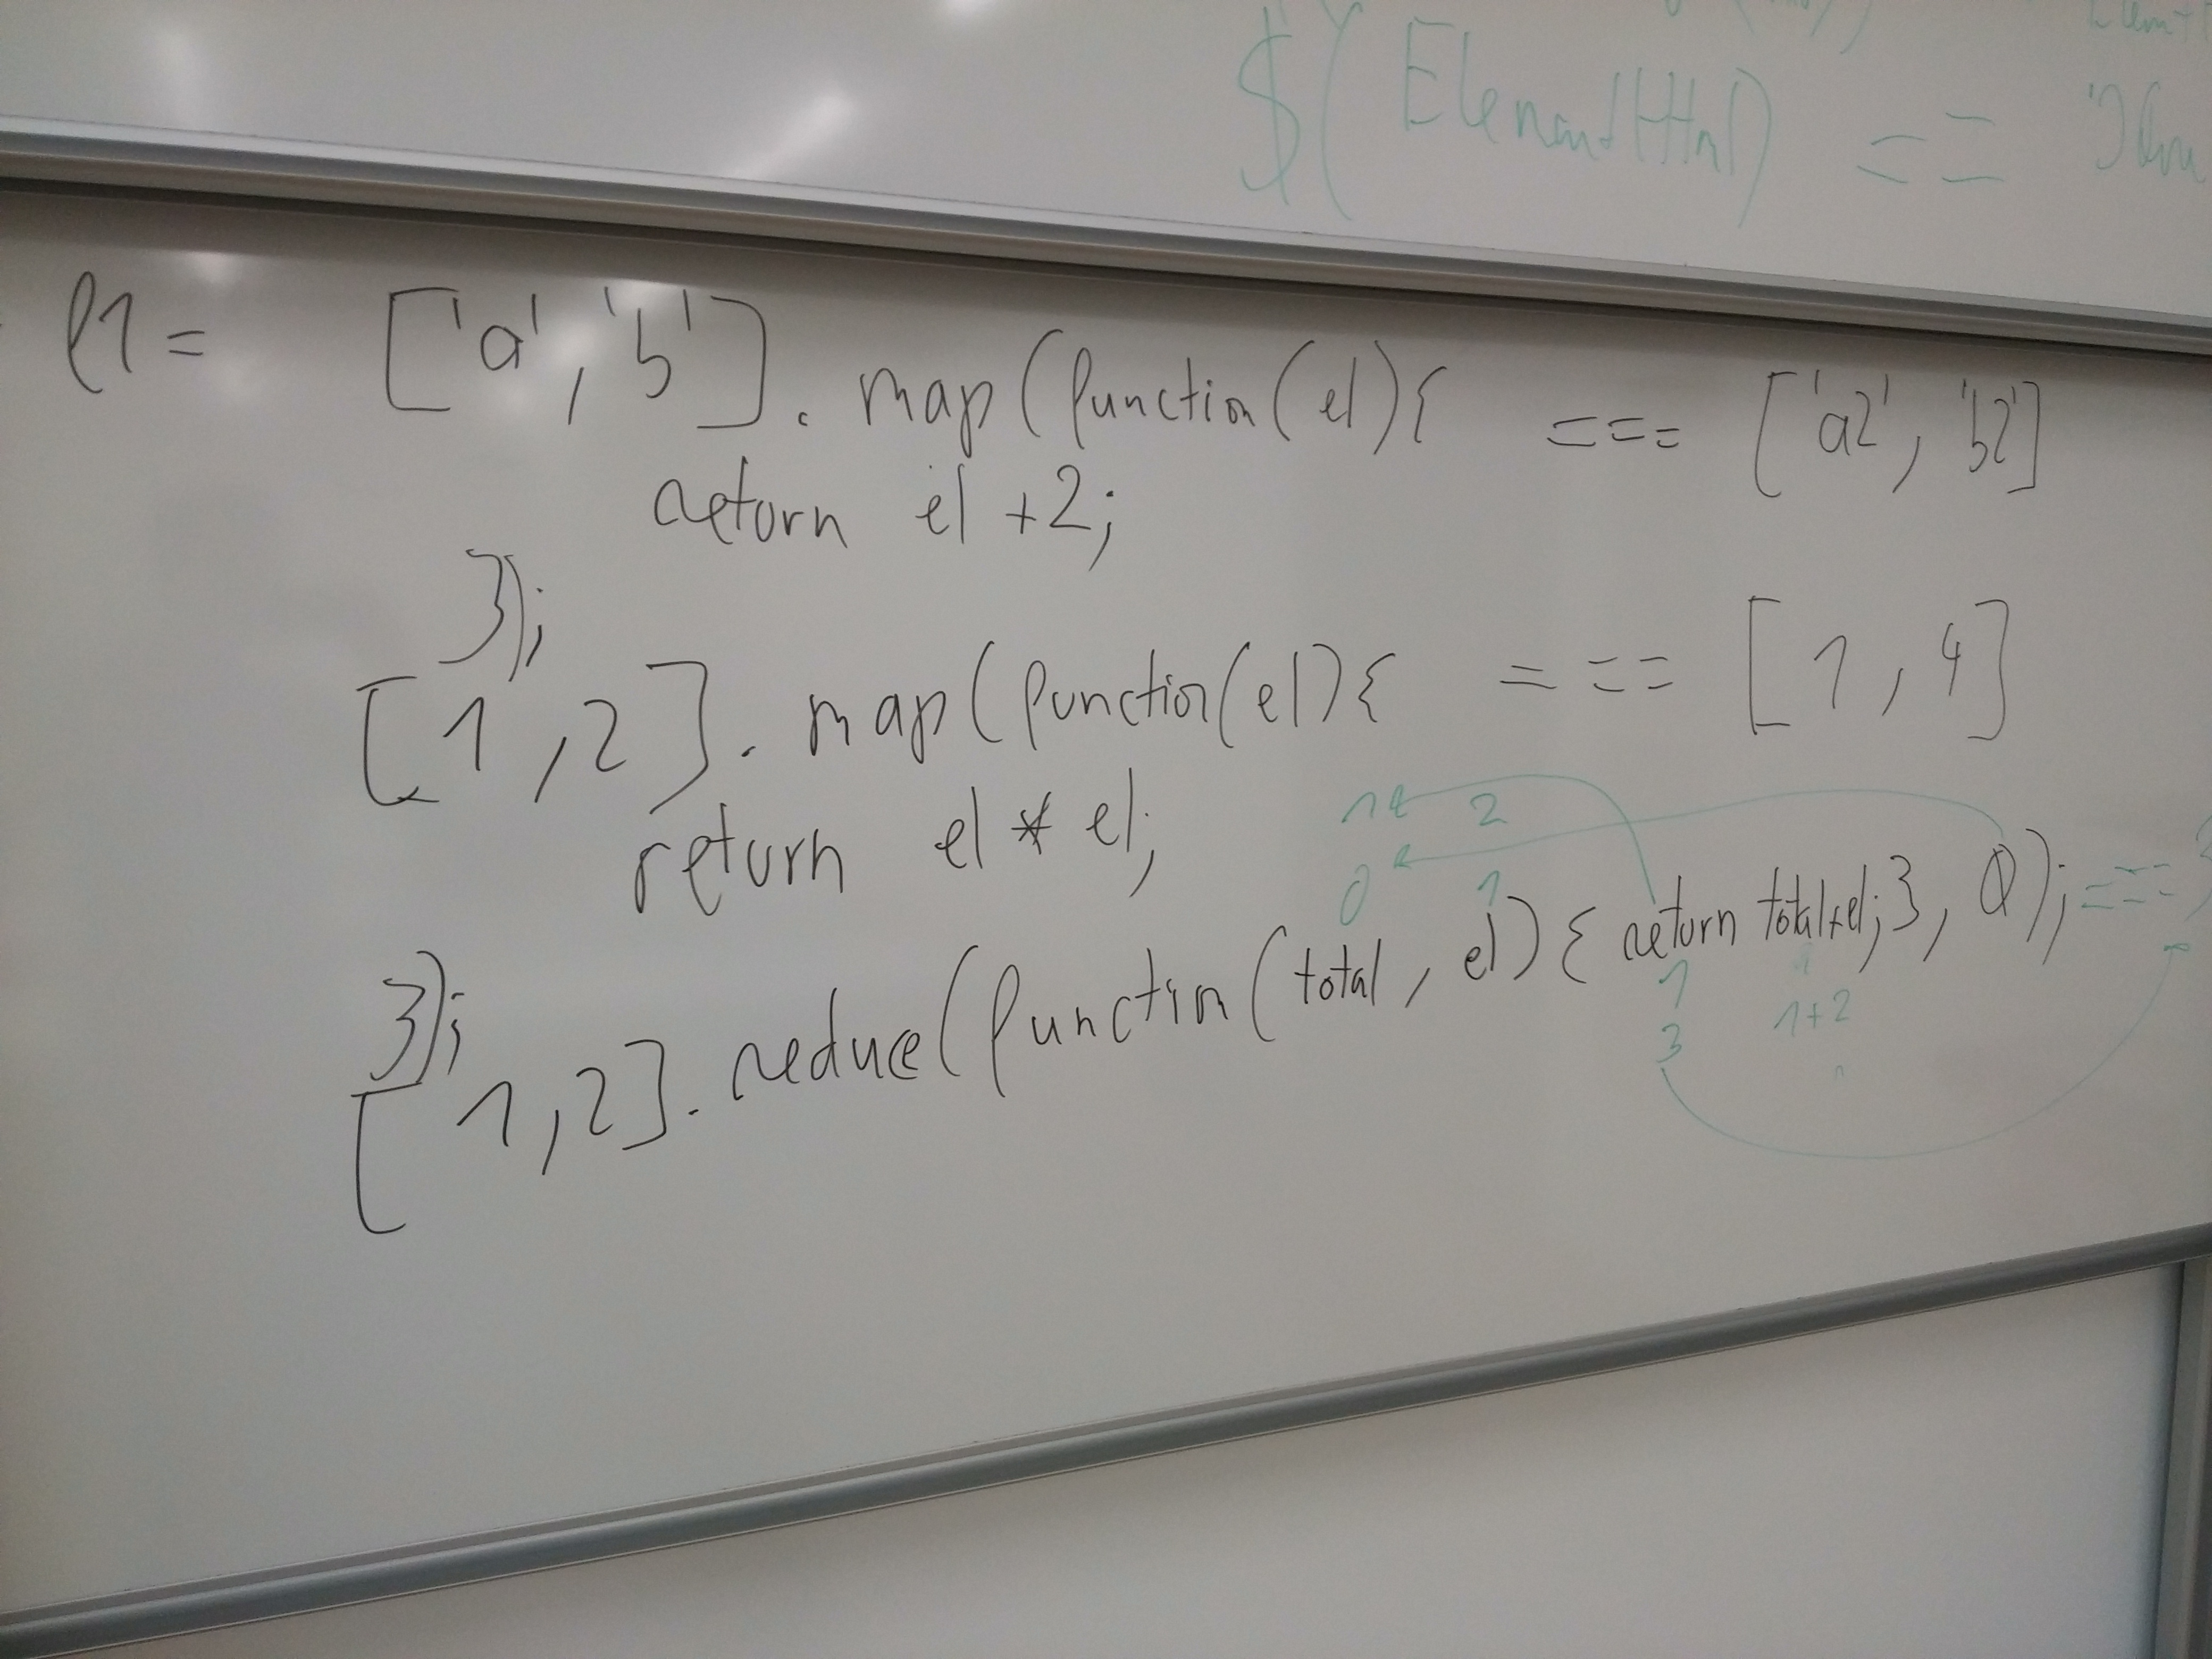 $(ElementHtml) ==
l1 = ['a', 'b'].map(function(el){ === ['a2', 'b2']
return el +2;
});
[1,2].map(function(el){ === [1,4]
return el * el;
1 2
0 1
});
[1,2].reduce(function(total, el){ return total+el;}, 0); === 3
1
3 1+2